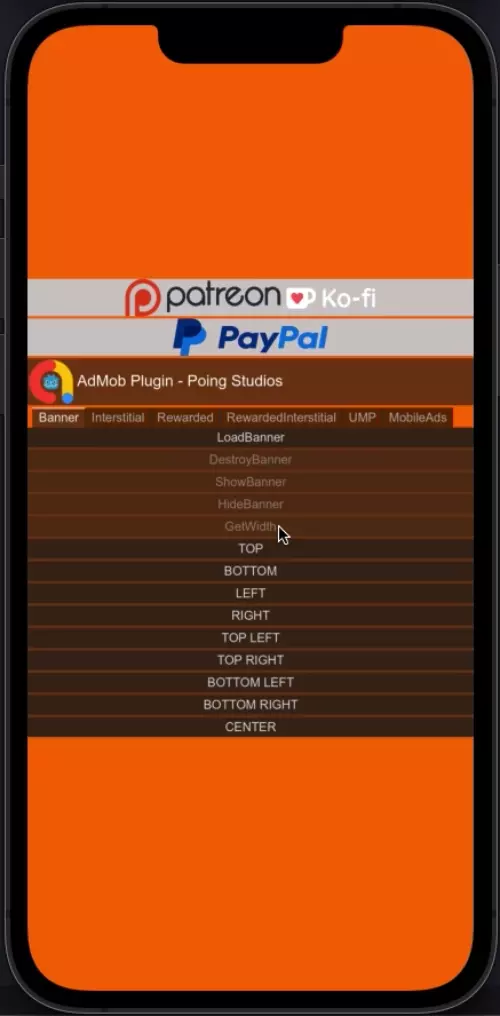 patreon Ko-fi
PayPal
AdMob Plugin - Poing Studios
Banner Interstitial Rewarded RewardedInterstitial UMP MobileAds
LoadBanner
DestroyBanner
ShowBanner
HideBanner
GetWidth
TOP
BOTTOM
LEFT
RIGHT
TOP LEFT
TOP RIGHT
BOTTOM LEFT
BOTTOM RIGHT
CENTER